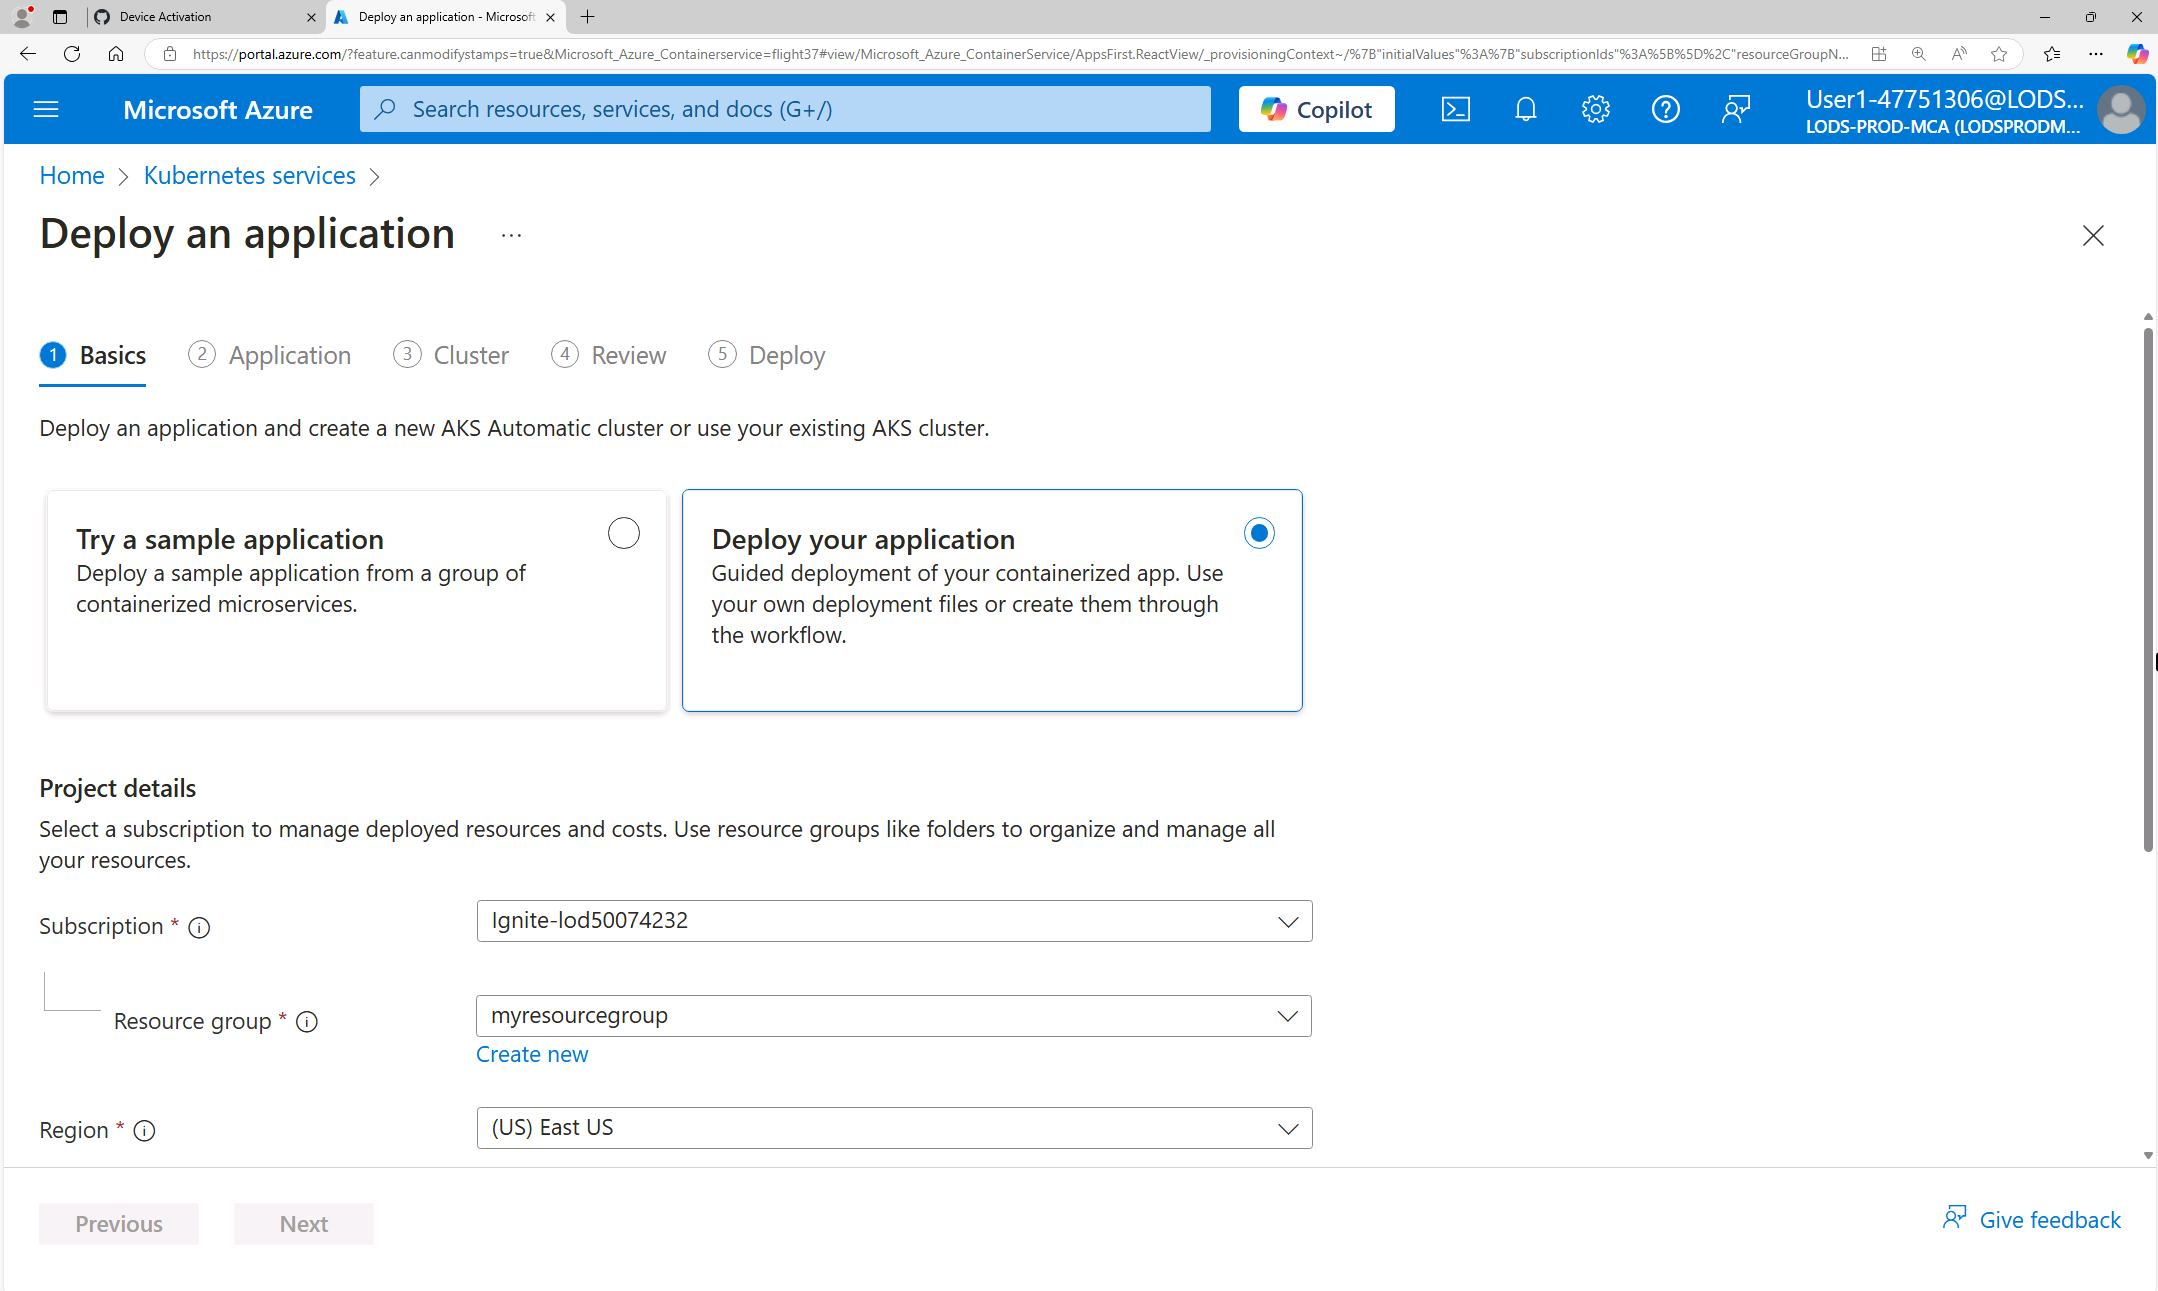 Device Activation
Deploy an application - Microsoft
https://portal.azure.com/?feature.canmodifystamps=true&Microsoft_Azure_Containerservice=flight37#view/Microsoft_Azure_ContainerService/AppsFirst.ReactView/_provisioningContext~/%7B"initialValues"%3A%7B"subscriptionIds"%3A%5B%5D%2C"resourceGroupN...
Microsoft Azure
Search resources, services, and docs (G+/)
Copilot
User1-47751306@LODS...
LODS-PROD-MCA (LODSPRODM...
Home > Kubernetes services >
Deploy an application ...
1 Basics
2 Application
3 Cluster
4 Review
5 Deploy
Deploy an application and create a new AKS Automatic cluster or use your existing AKS cluster.
Try a sample application
Deploy a sample application from a group of
containerized microservices.
Deploy your application
Guided deployment of your containerized app. Use
your own deployment files or create them through
the workflow.
Project details
Select a subscription to manage deployed resources and costs. Use resource groups like folders to organize and manage all
your resources.
Subscription *
Ignite-lod50074232
Resource group *
myresourcegroup
Create new
Region *
(US) East US
Previous
Next
Give feedback